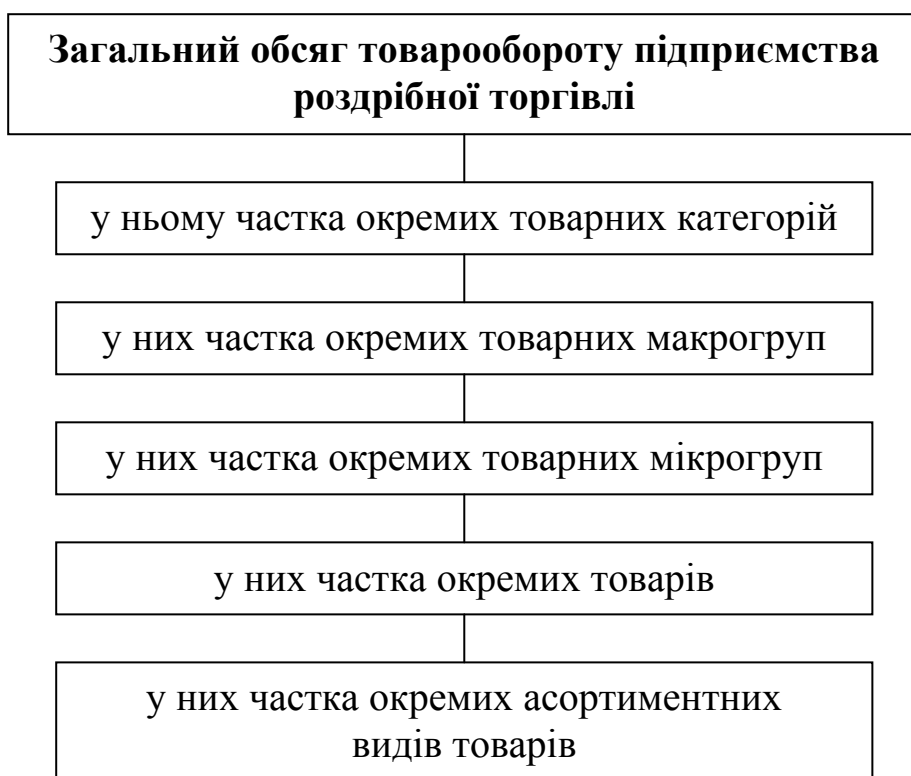 Загальний обсяг товарообороту підприємства
роздрібної торгівлі
у ньому частка окремих товарних категорій
у них частка окремих товарних макрогруп
у них частка окремих товарних мікрогруп
у них частка окремих товарів
у них частка окремих асортиментних
видів товарів